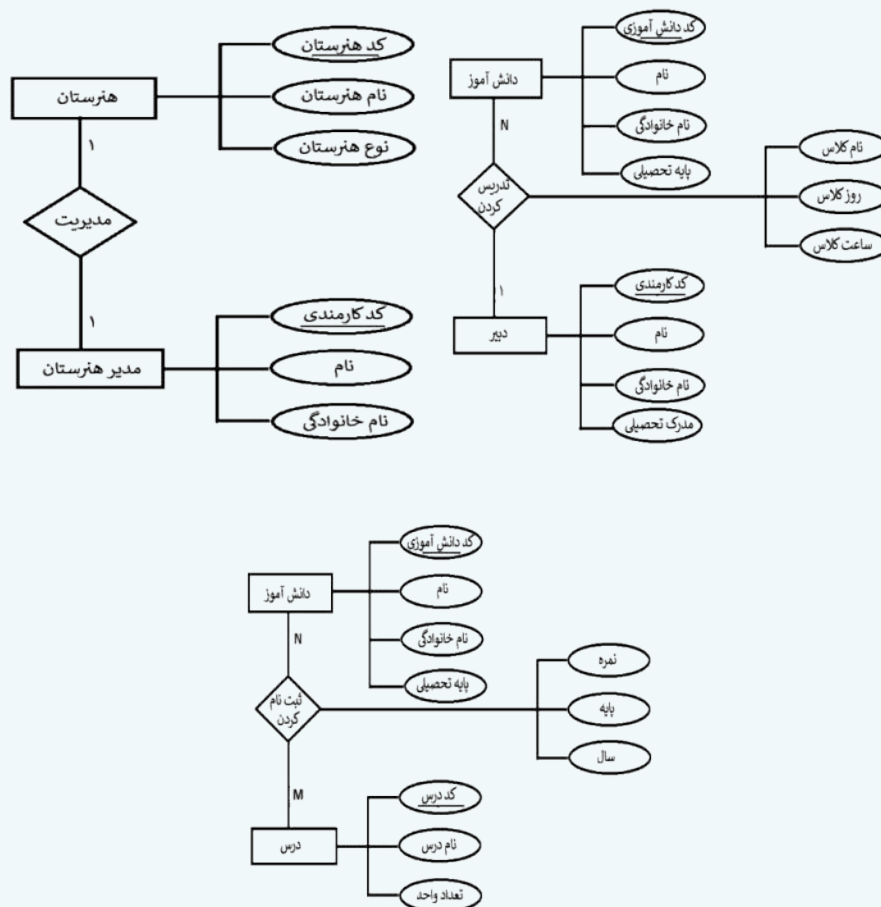 کد هنرستان
هنرستان
نام هنرستان
نوع هنرستان
۱
مدیریت
۱
کد کارمندی
مدیر هنرستان
نام
نام خانوادگی
کد دانش آموزی
دانش آموز
نام
نام خانوادگی
پایه تحصیلی
N
تدریس
کردن
نام کلاس
روز کلاس
ساعت کلاس
۱
کد کارمندی
دبیر
نام
نام خانوادگی
مدرک تحصیلی
کد دانش آموزی
دانش آموز
نام
نام خانوادگی
پایه تحصیلی
N
ثبت نام
کردن
نمره
پایه
سال
M
کد درس
درس
نام درس
تعداد واحد